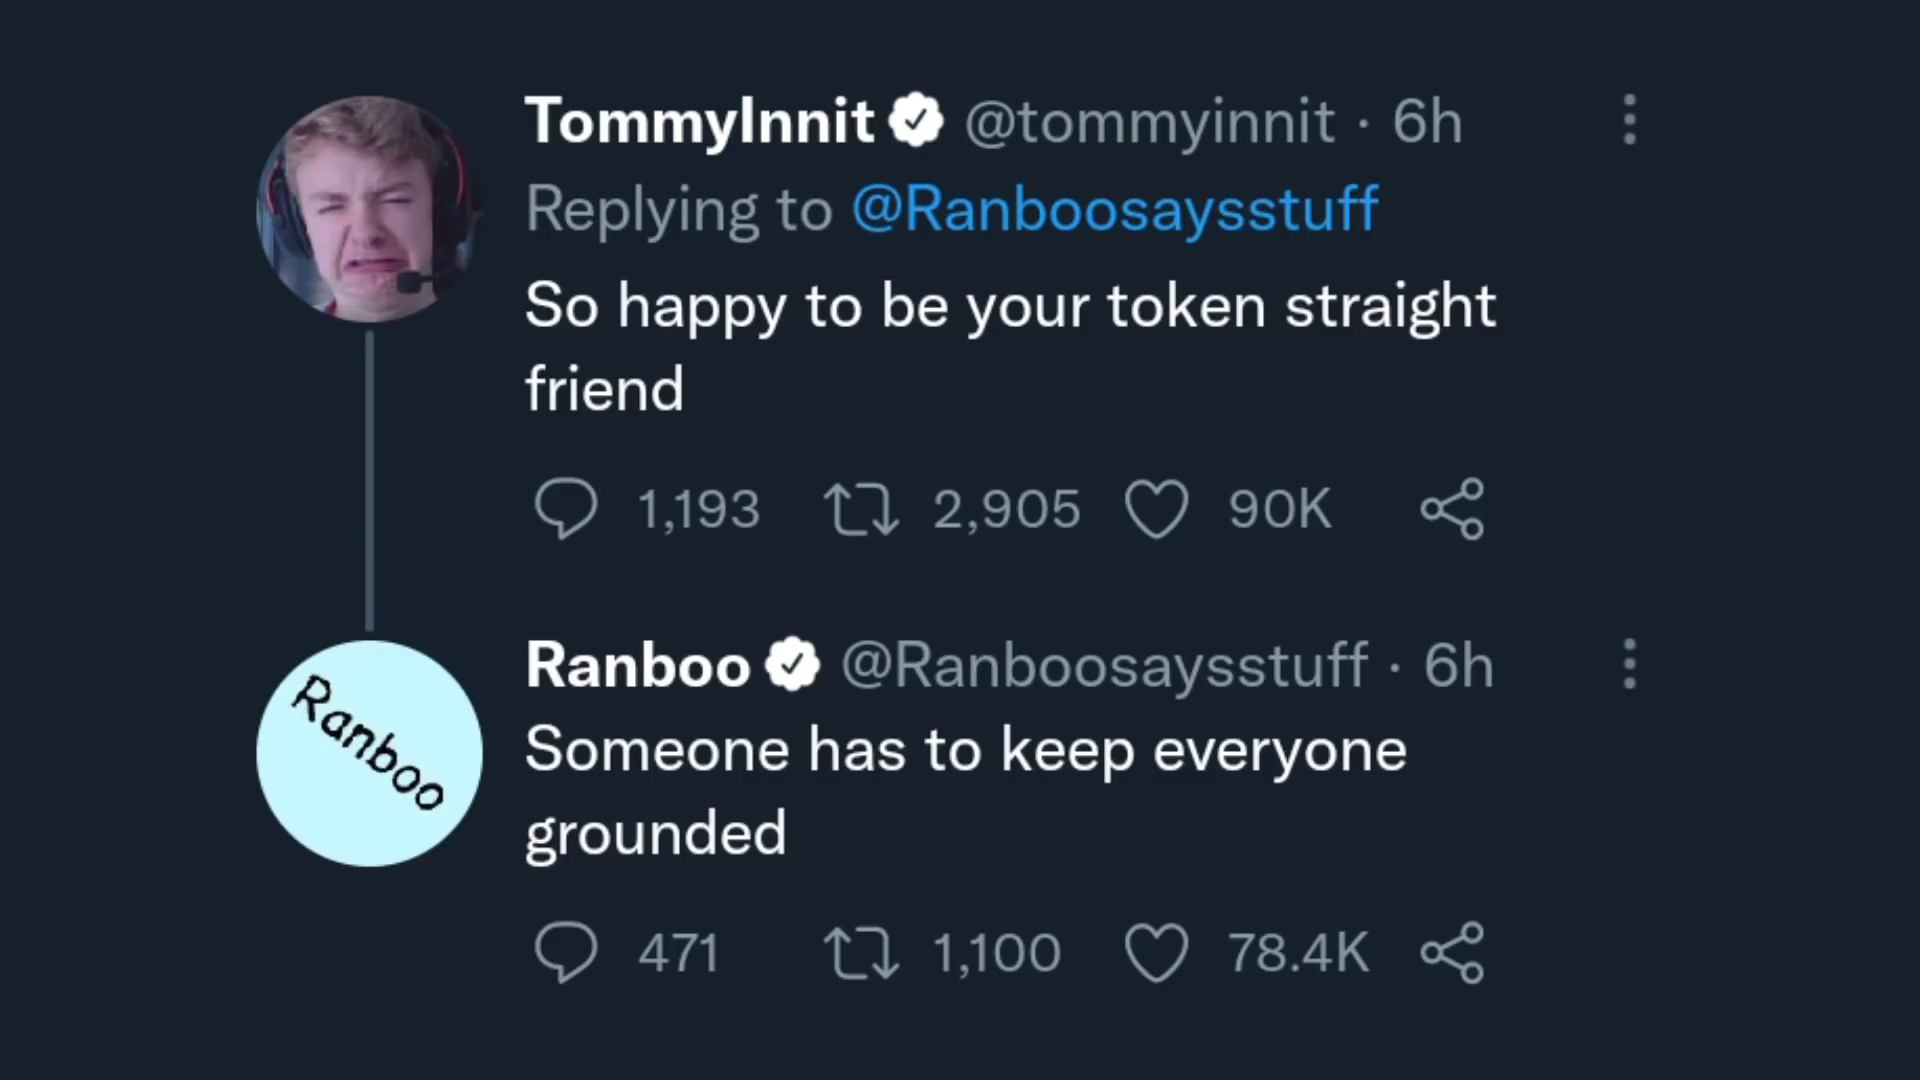 TommyInnit @tommyinnit · 6h
Replying to @Ranboosaysstuff
So happy to be your token straight
friend
1,193 2,905 90K
Ranboo @Ranboosaysstuff · 6h
Ranboo
Someone has to keep everyone
grounded
471 1,100 78.4K